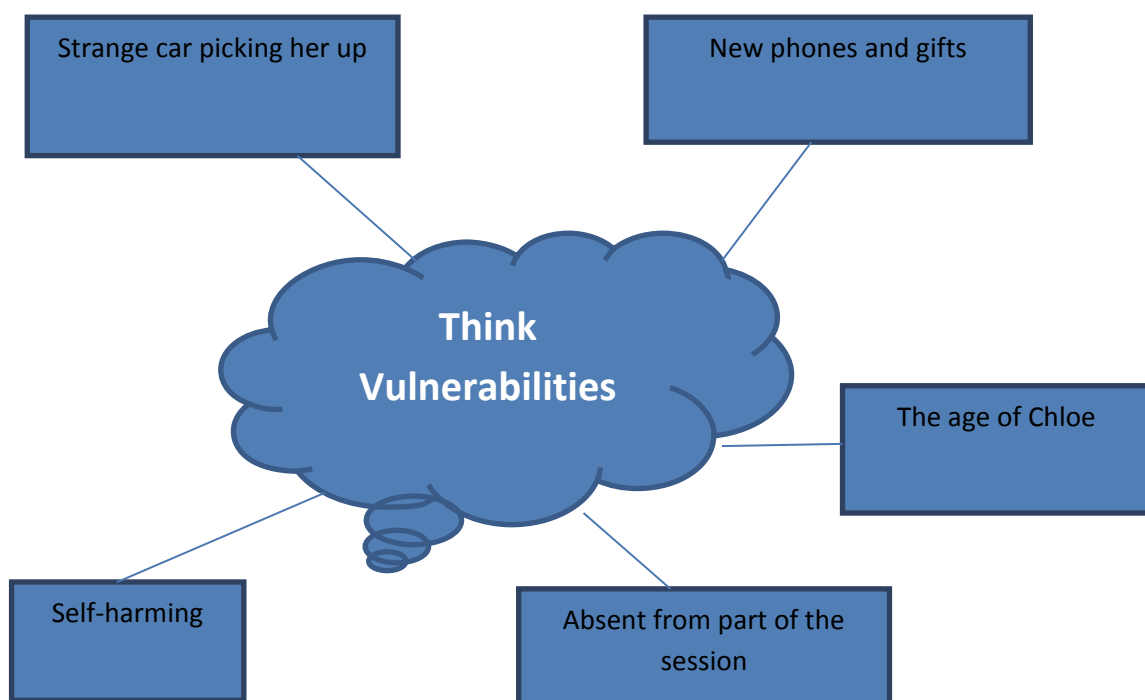 Strange car picking her up
New phones and gifts
Think
Vulnerabilities
The age of Chloe
Self-harming
Absent from part of the
session